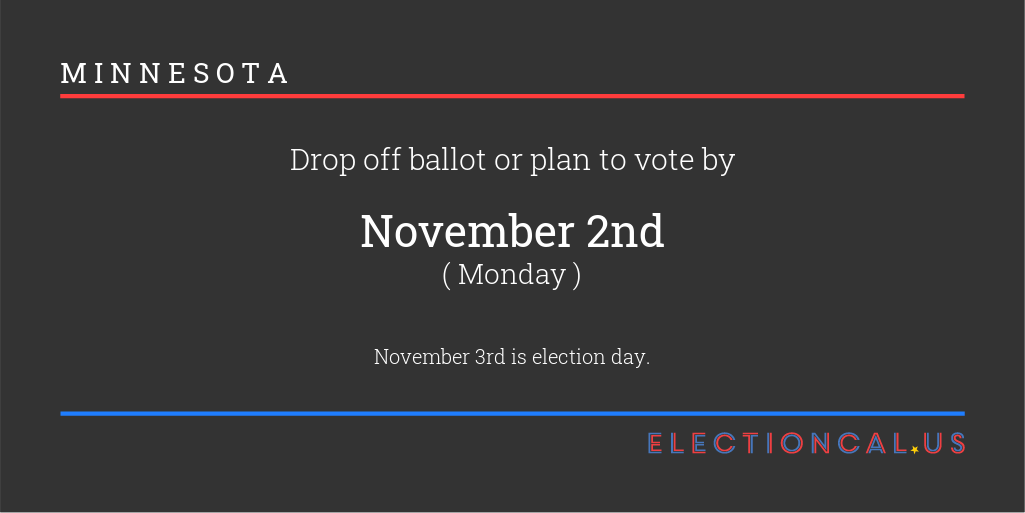 MINNESOTA
Drop off ballot or plan to vote by
November 2nd
( Monday )
November 3rd is election day.
ELECTIONCAL.US